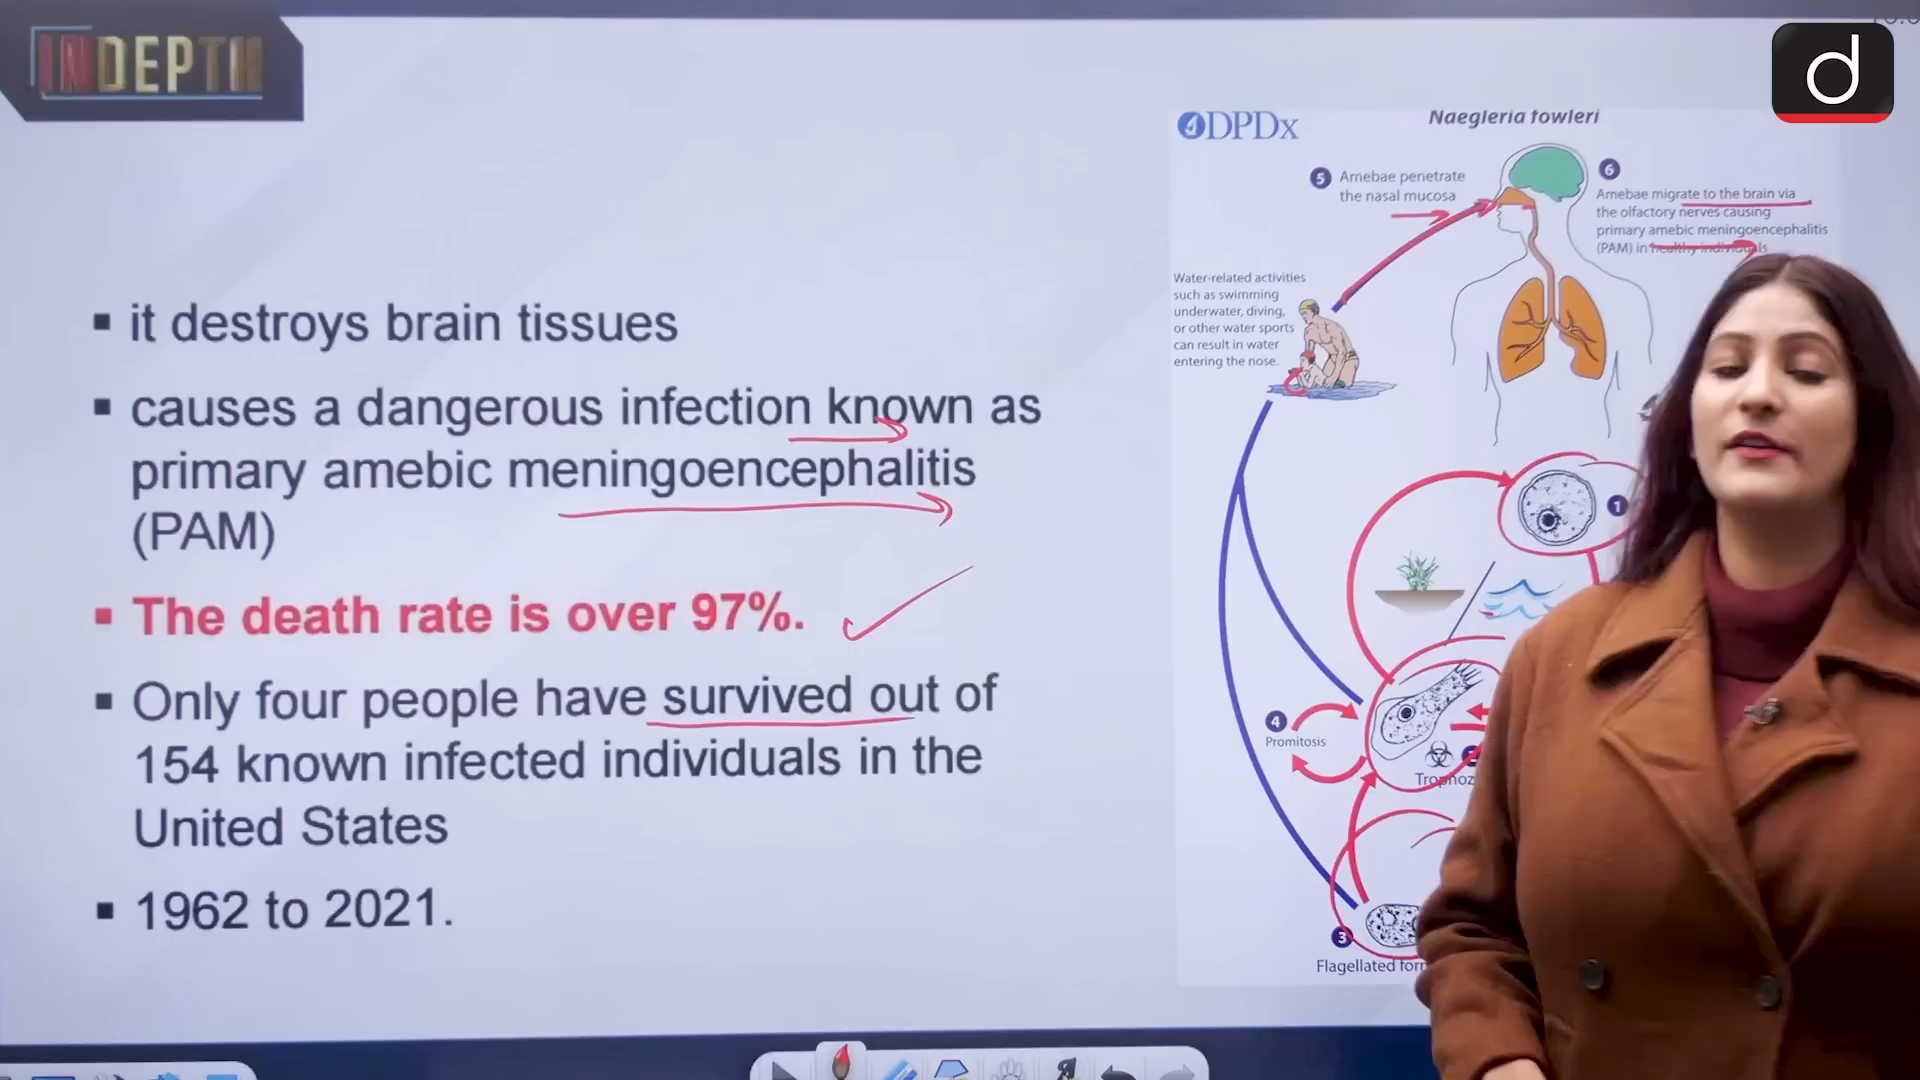 INDEPTH
d
DPDx
Naegleria fowleri
5 Amebae penetrate
the nasal mucosa
6
Amebae migrate to the brain via
the olfactory nerves causing
primary amebic meningoencephalitis
(PAM) in healthy individuals
Water-related activities
such as swimming
underwater, diving,
or other water sports
can result in water
entering the nose.
▪ it destroys brain tissues
▪ causes a dangerous infection known as
primary amebic meningoencephalitis
(PAM)
▪ The death rate is over 97%.
▪ Only four people have survived out of
154 known infected individuals in the
United States
▪ 1962 to 2021.
1
4
Promitosis
Trophoz
3
Flagellated for